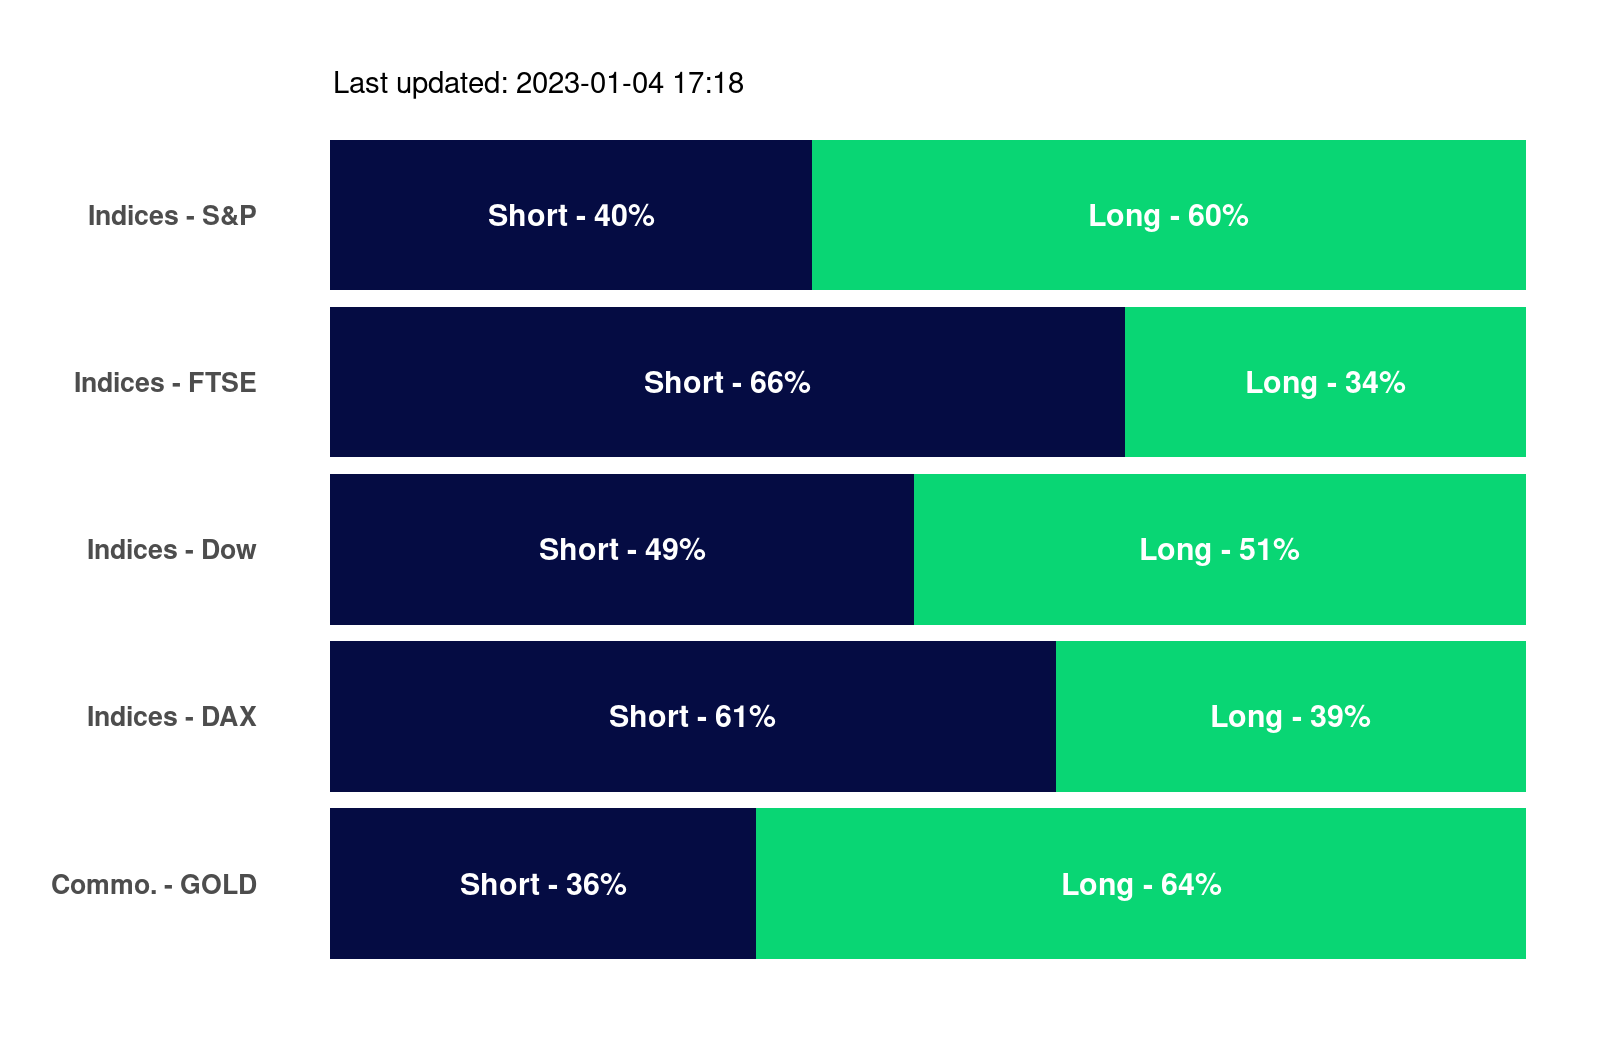 Last updated: 2023-01-04 17:18
Indices - S&P Short - 40% Long - 60%
Indices - FTSE Short - 66% Long - 34%
Indices - Dow Short - 49% Long - 51%
Indices - DAX Short - 61% Long - 39%
Commo. - GOLD Short - 36% Long - 64%